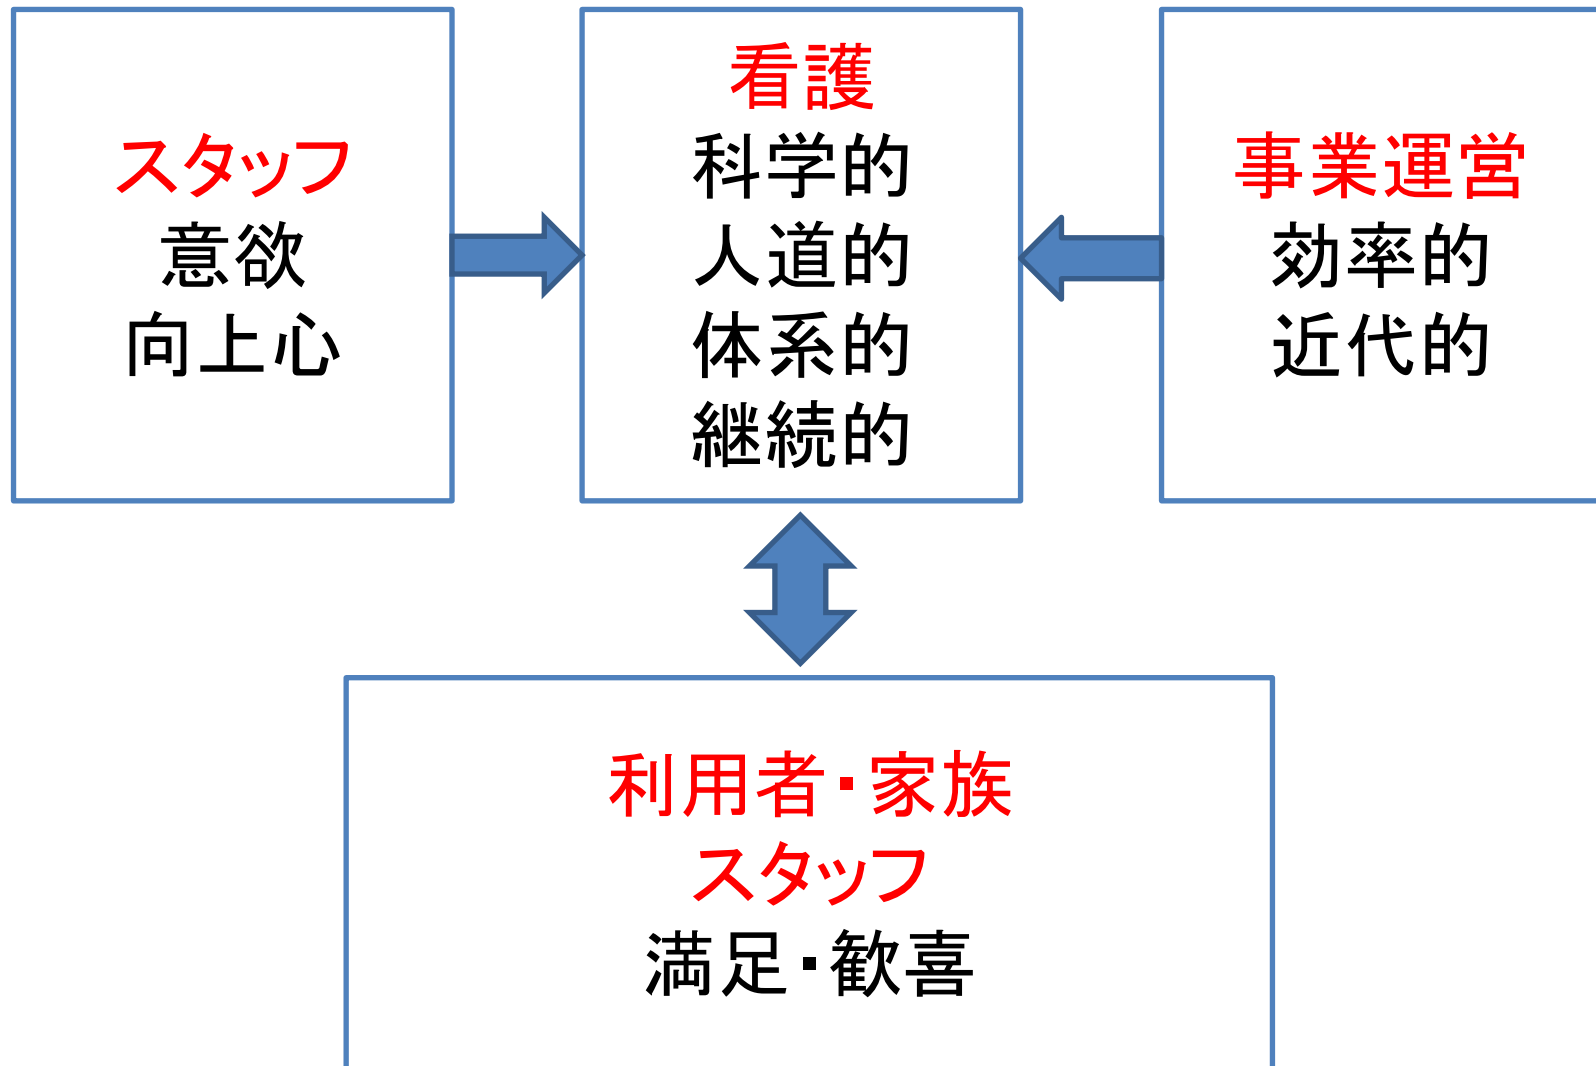 スタッフ
意欲
向上心
看護
科学的
人道的
体系的
継続的
事業運営
効率的
近代的
利用者・家族
スタッフ
満足・歓喜